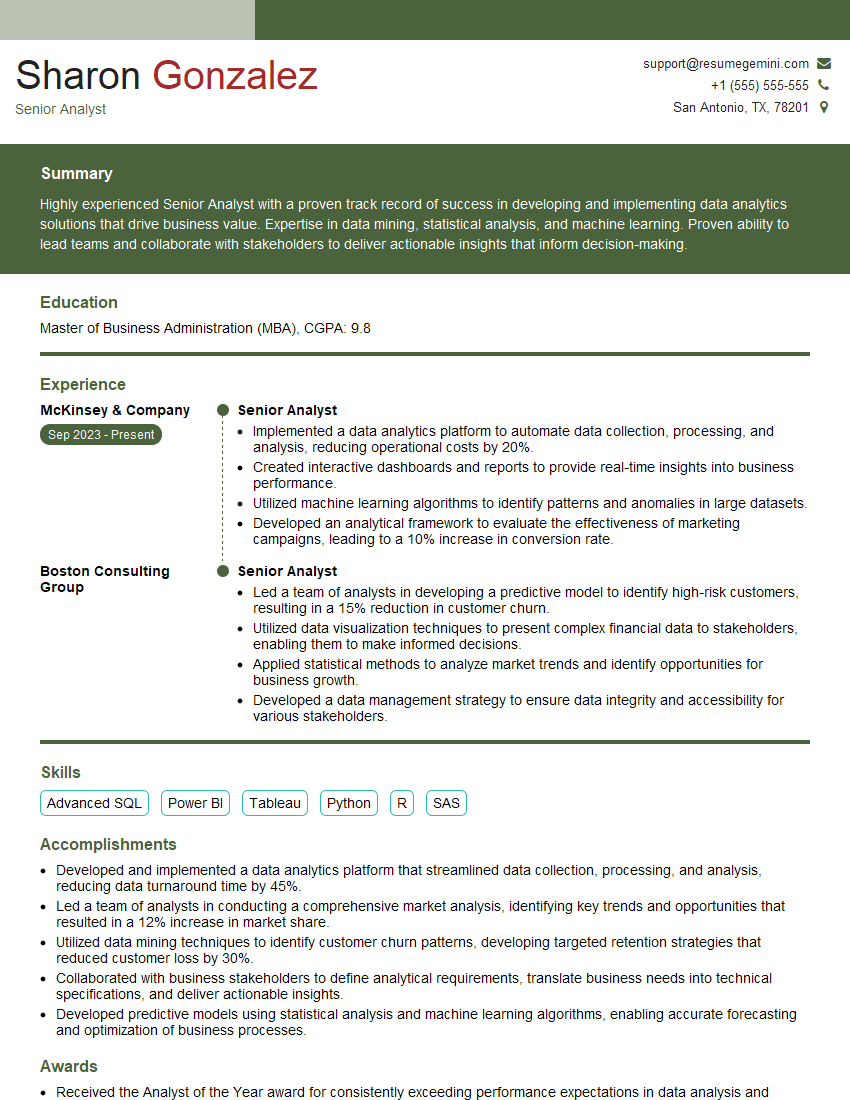 Sharon Gonzalez
Senior Analyst
support@resumegemini.com
+1 (555) 555-555
San Antonio, TX, 78201
Summary
Highly experienced Senior Analyst with a proven track record of success in developing and implementing data analytics
solutions that drive business value. Expertise in data mining, statistical analysis, and machine learning. Proven ability to
lead teams and collaborate with stakeholders to deliver actionable insights that inform decision-making.
Education
Master of Business Administration (MBA), CGPA: 9.8
Experience
McKinsey & Company
Sep 2023 - Present
Senior Analyst
• Implemented a data analytics platform to automate data collection, processing, and
analysis, reducing operational costs by 20%.
• Created interactive dashboards and reports to provide real-time insights into business
performance.
• Utilized machine learning algorithms to identify patterns and anomalies in large datasets.
• Developed an analytical framework to evaluate the effectiveness of marketing
campaigns, leading to a 10% increase in conversion rate.
Boston Consulting
Group
Senior Analyst
• Led a team of analysts in developing a predictive model to identify high-risk customers,
resulting in a 15% reduction in customer churn.
• Utilized data visualization techniques to present complex financial data to stakeholders,
enabling them to make informed decisions.
• Applied statistical methods to analyze market trends and identify opportunities for
business growth.
• Developed a data management strategy to ensure data integrity and accessibility for
various stakeholders.
Skills
Advanced SQL Power BI Tableau Python R SAS
Accomplishments
• Developed and implemented a data analytics platform that streamlined data collection, processing, and analysis,
reducing data turnaround time by 45%.
• Led a team of analysts in conducting a comprehensive market analysis, identifying key trends and opportunities that
resulted in a 12% increase in market share.
• Utilized data mining techniques to identify customer churn patterns, developing targeted retention strategies that
reduced customer loss by 30%.
• Collaborated with business stakeholders to define analytical requirements, translate business needs into technical
specifications, and deliver actionable insights.
• Developed predictive models using statistical analysis and machine learning algorithms, enabling accurate forecasting
and optimization of business processes.
Awards
• Received the Analyst of the Year award for consistently exceeding performance expectations in data analysis and